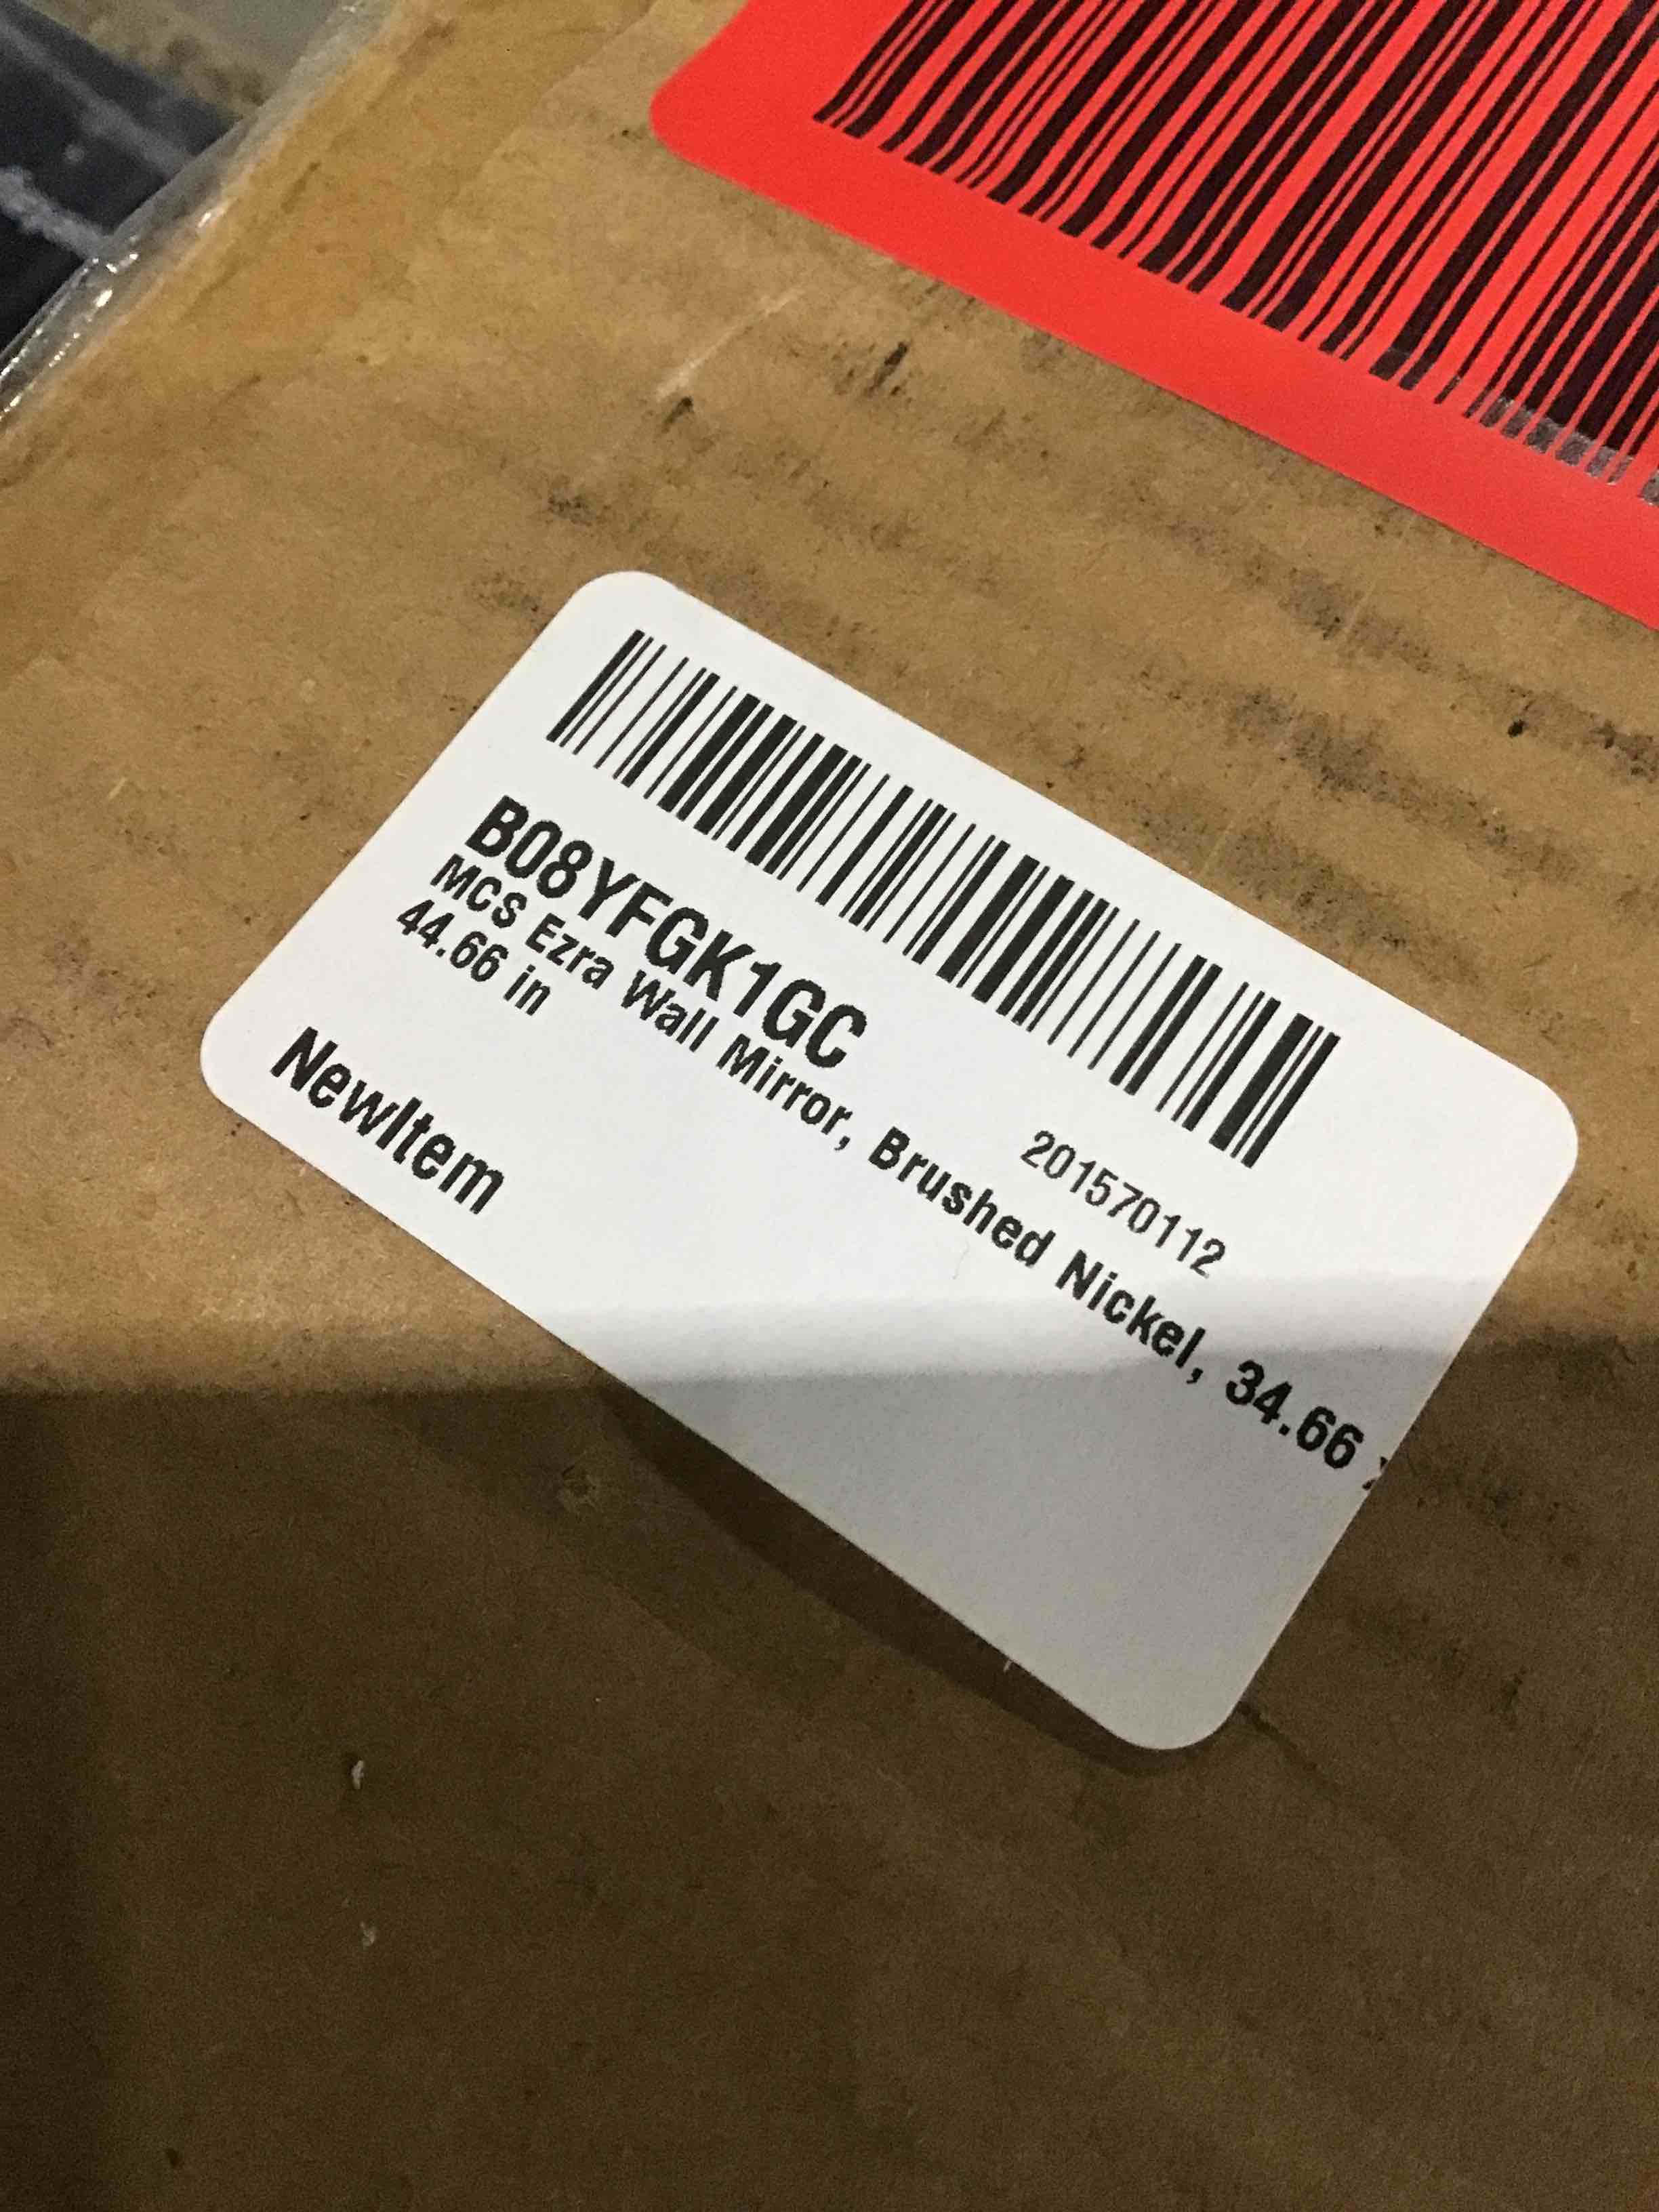 B08YFGK1GC
201570112
MCS Ezra Wall Mirror, Brushed Nickel, 34.66 x
44.66 in
NewItem